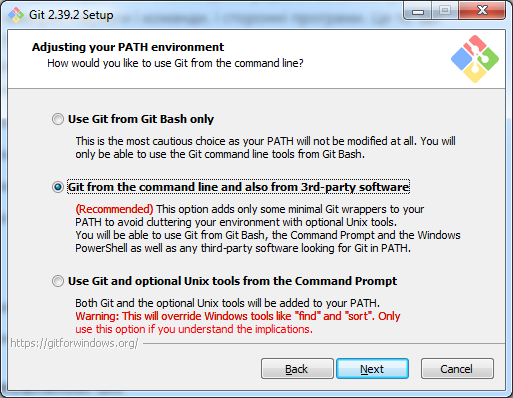 Git 2.39.2 Setup
Adjusting your PATH environment
How would you like to use Git from the command line?
Use Git from Git Bash only
This is the most cautious choice as your PATH will not be modified at all. You will
only be able to use the Git command line tools from Git Bash.
Git from the command line and also from 3rd-party software
(Recommended) This option adds only some minimal Git wrappers to your
PATH to avoid cluttering your environment with optional Unix tools.
You will be able to use Git from Git Bash, the Command Prompt and the Windows
PowerShell as well as any third-party software looking for Git in PATH.
Use Git and optional Unix tools from the Command Prompt
Both Git and the optional Unix tools will be added to your PATH.
Warning: This will override Windows tools like "find" and "sort". Only
use this option if you understand the implications.
https://gitforwindows.org/
Back
Next
Cancel